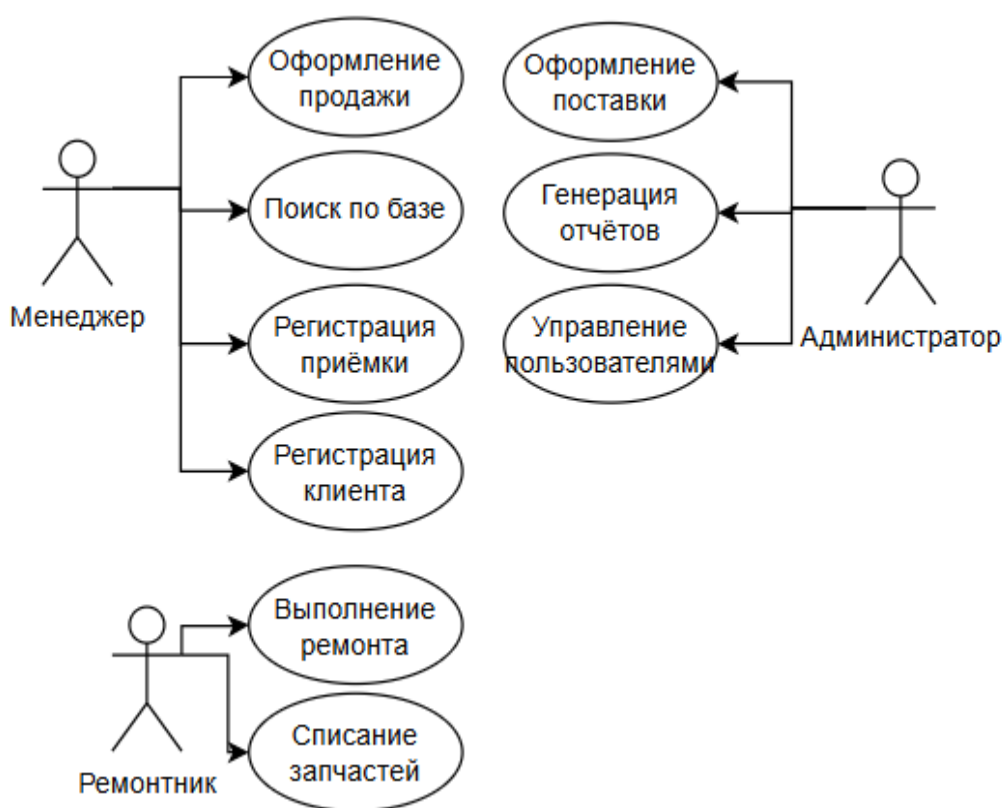 Оформление
продажи
Поиск по базе
Регистрация
приёмки
Регистрация
клиента
Менеджер
Оформление
поставки
Генерация
отчётов
Управление
пользователями
Администратор
Выполнение
ремонта
Списание
запчастей
Ремонтник